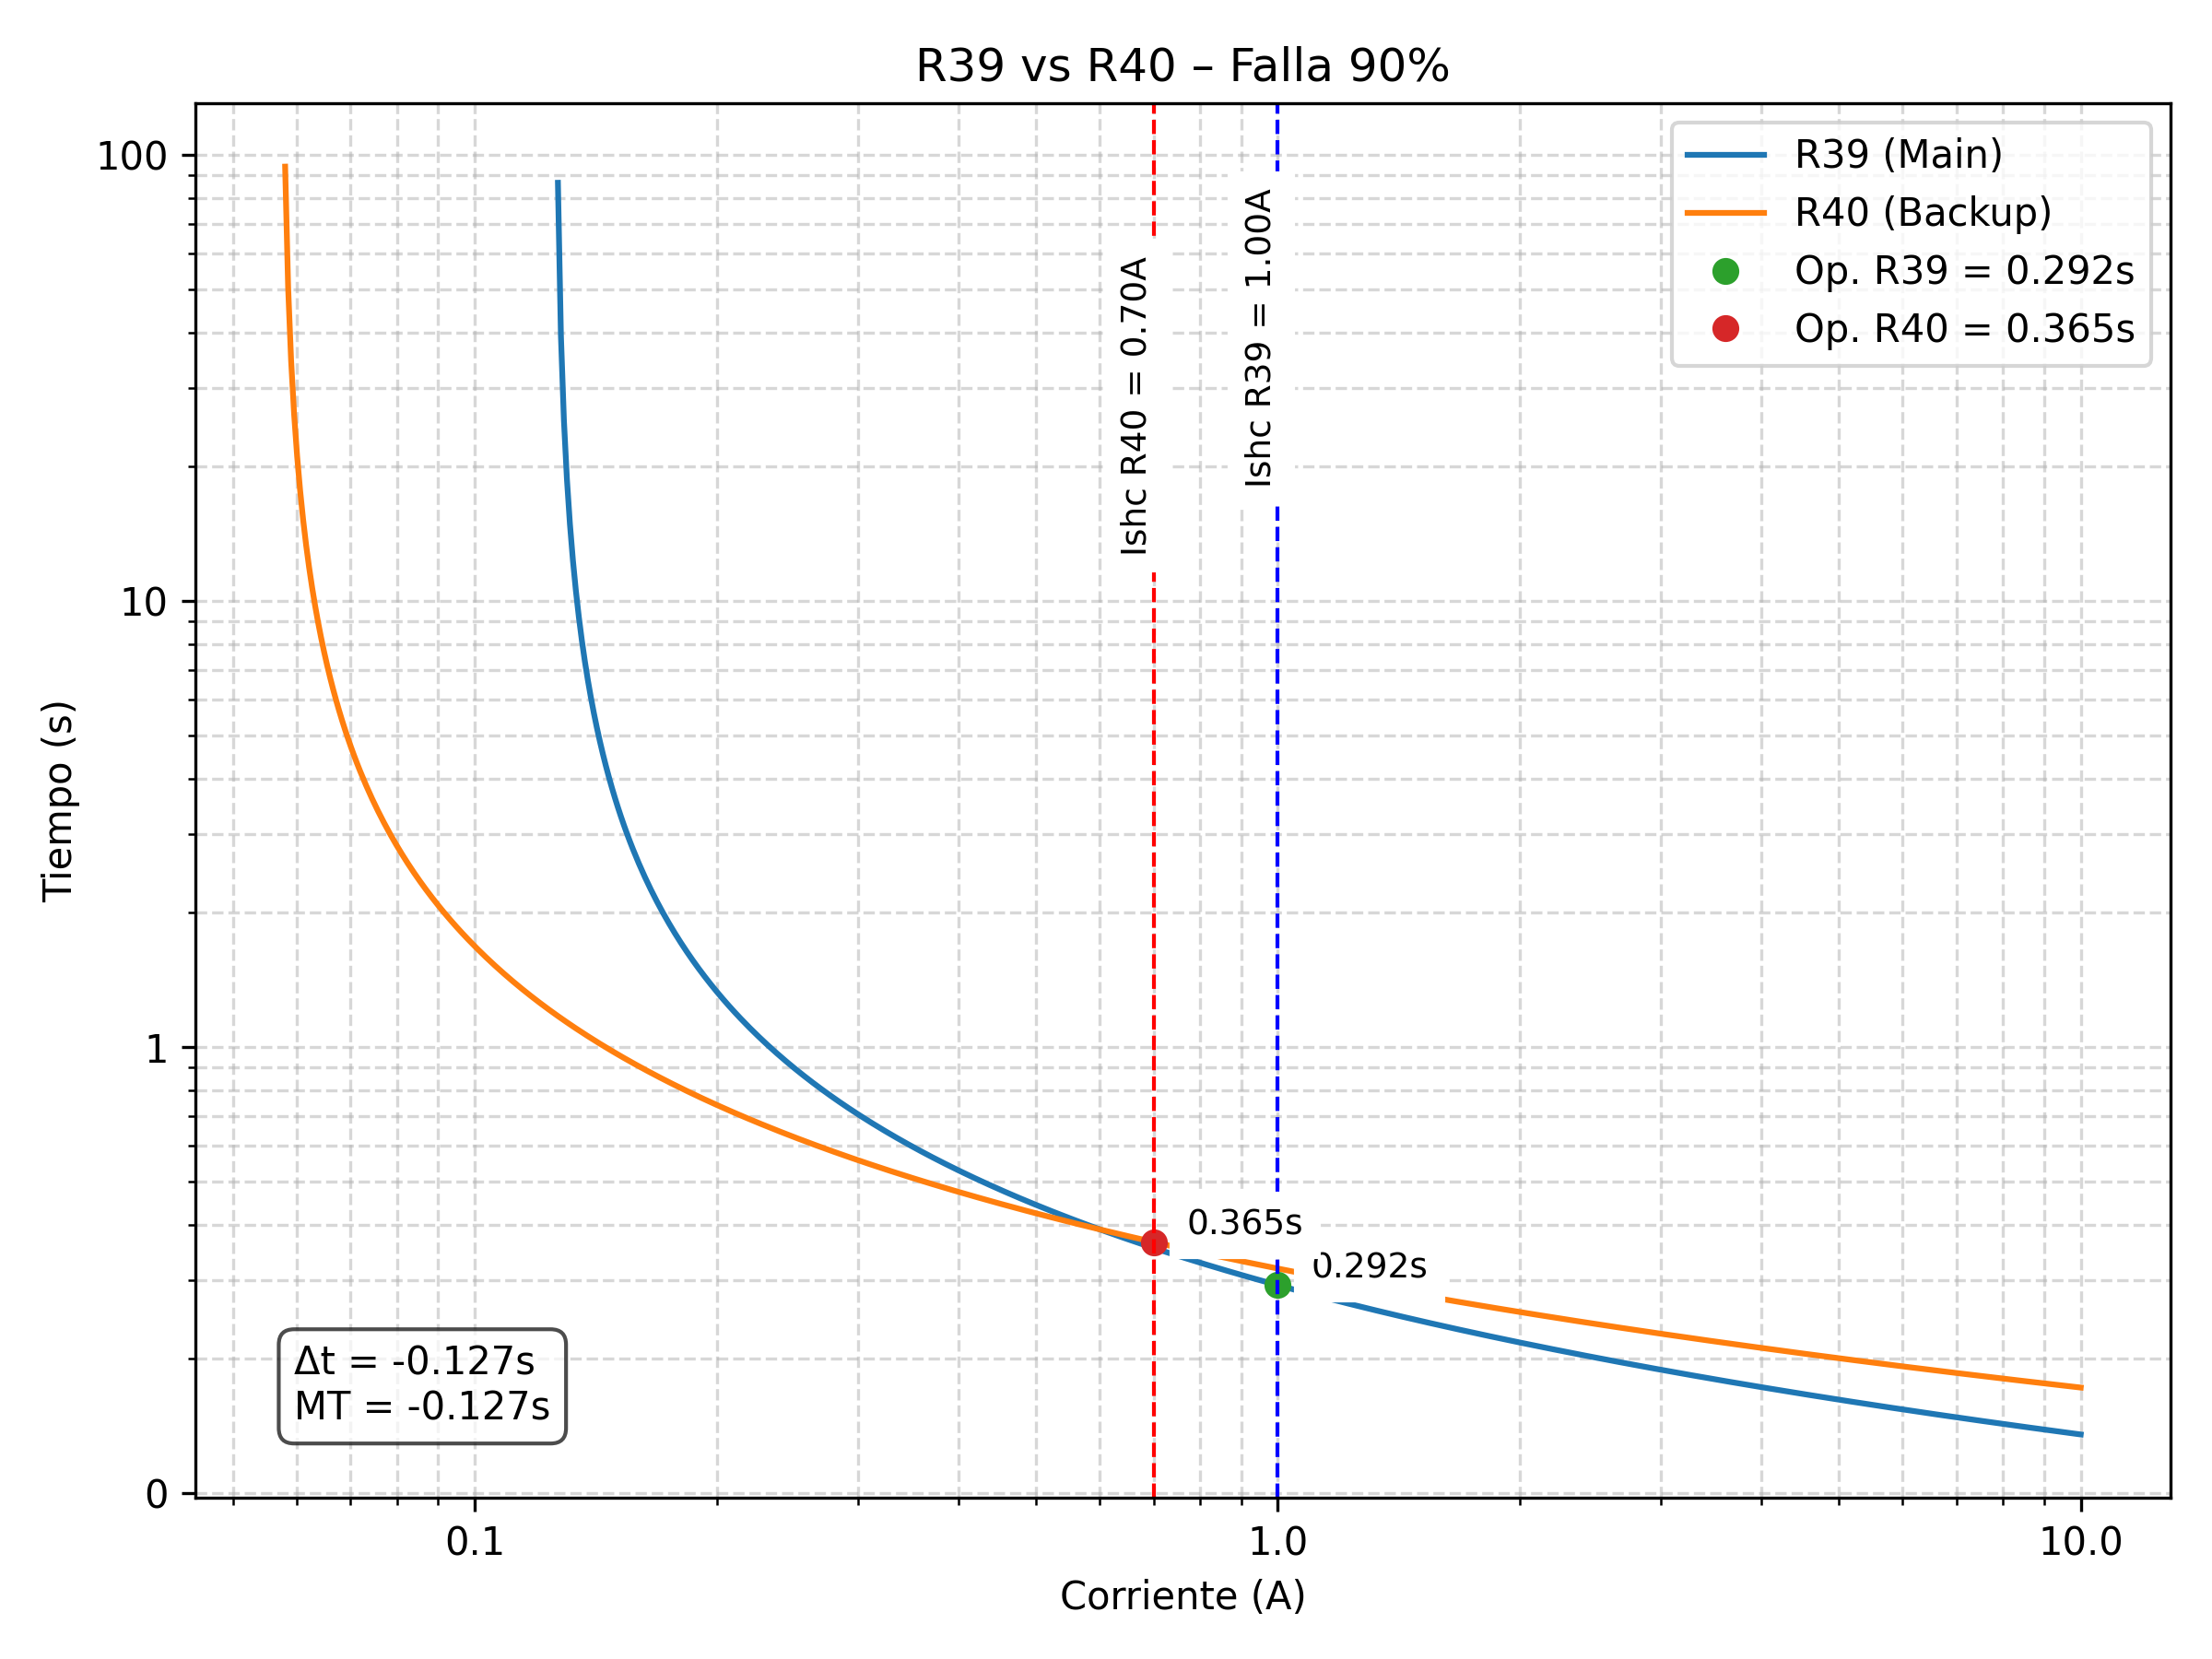 R39 vs R40 – Falla 90%
R39 (Main)
R40 (Backup)
Op. R39 = 0.292s
Op. R40 = 0.365s
Ishc R40 = 0.70A
Ishc R39 = 1.00A
100
10
1
0
Tiempo (s)
0.365s
0.292s
Δt = -0.127s
MT = -0.127s
0.1
1.0
10.0
Corriente (A)